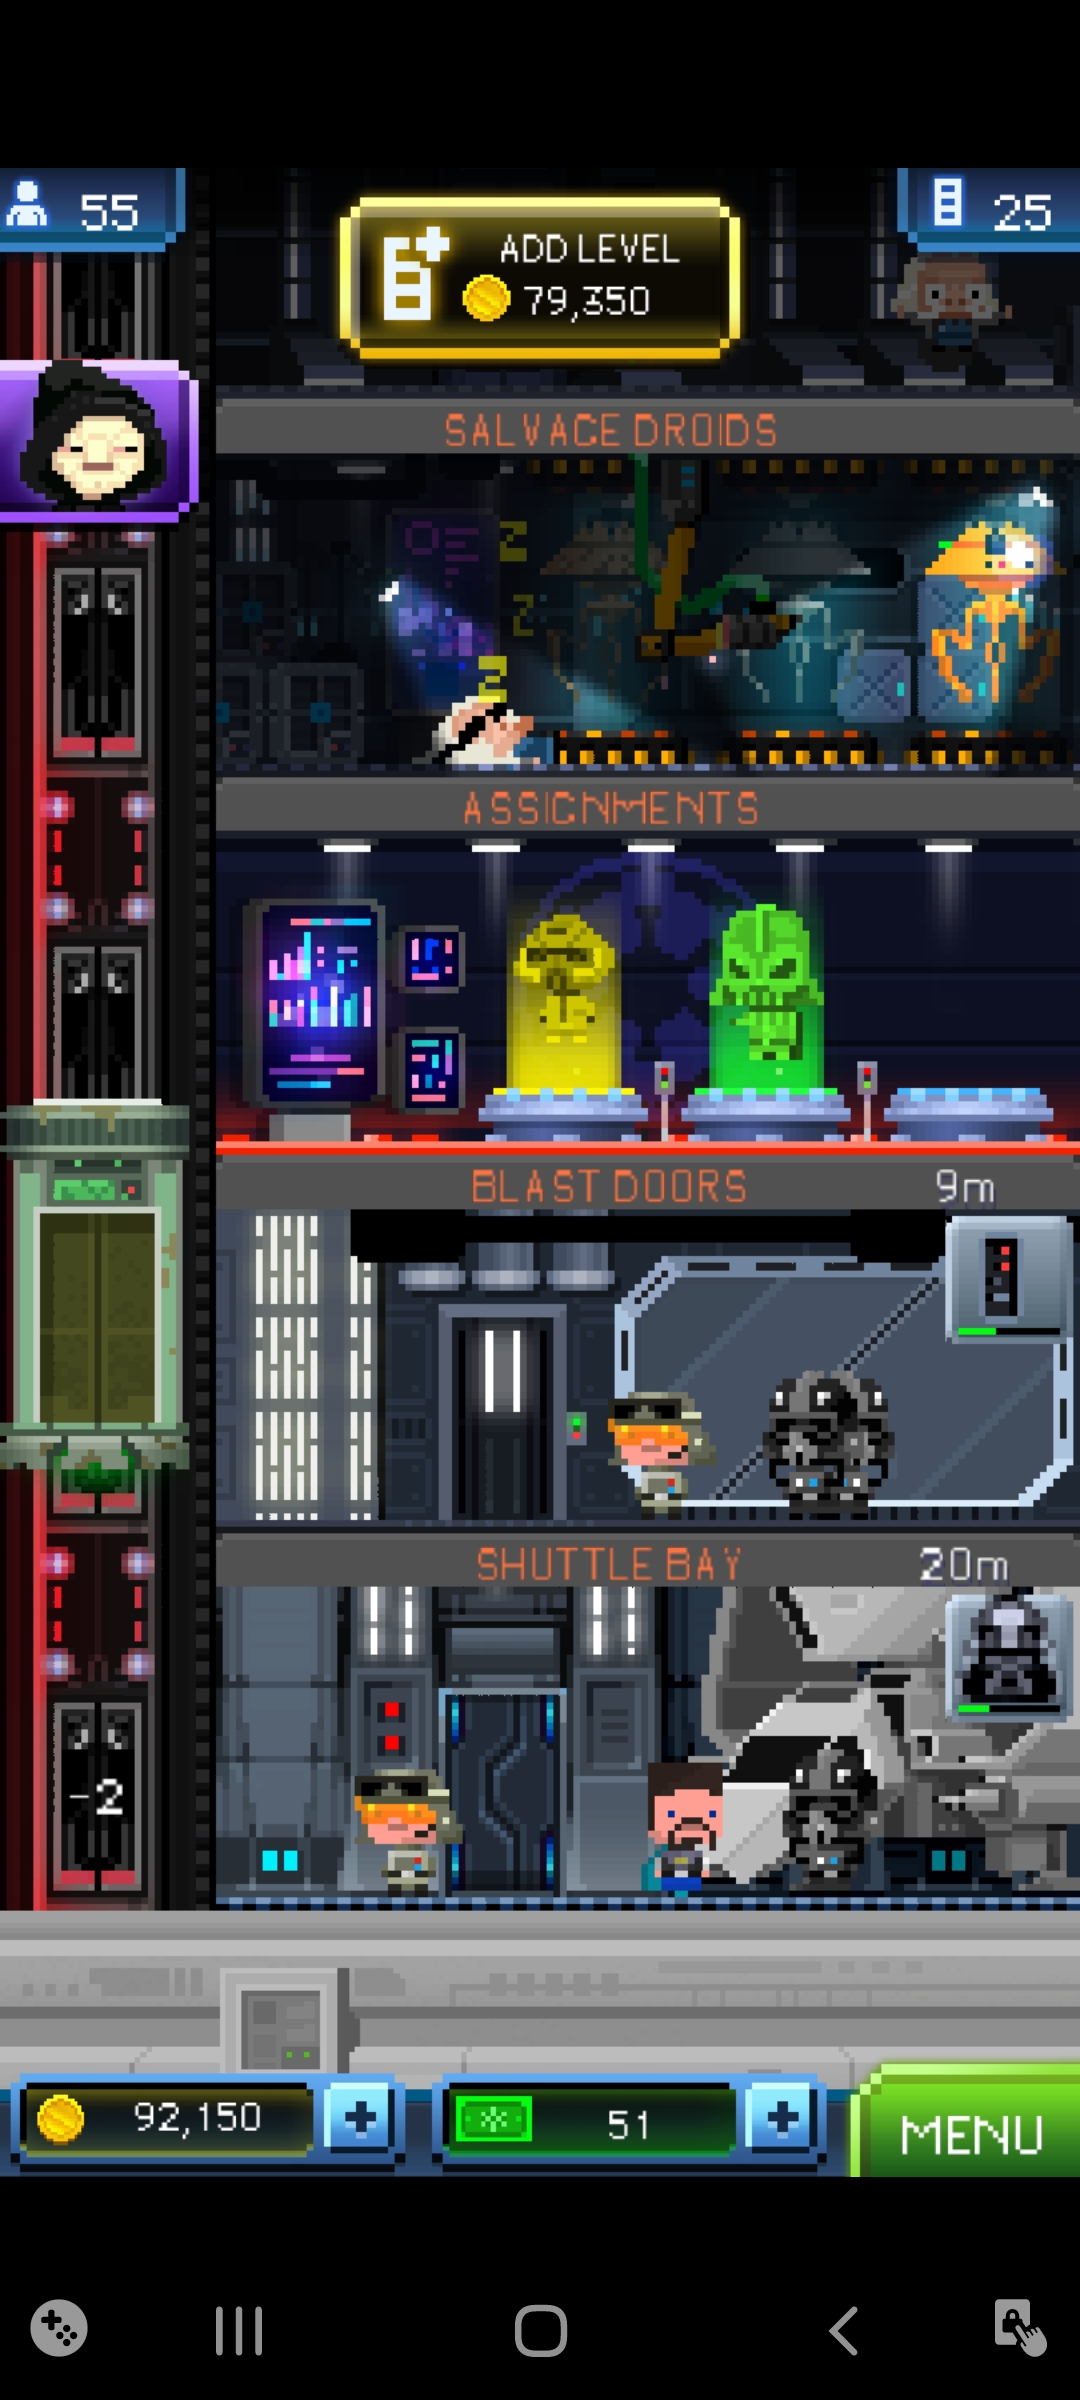 55
ADD LEVEL
79,350
25
SALVAGE DROIDS
Z
Z
Z
ASSIGNMENTS
BLAST DOORS 9m
SHUTTLE BAY 20m
-2
92,150
51
MENU